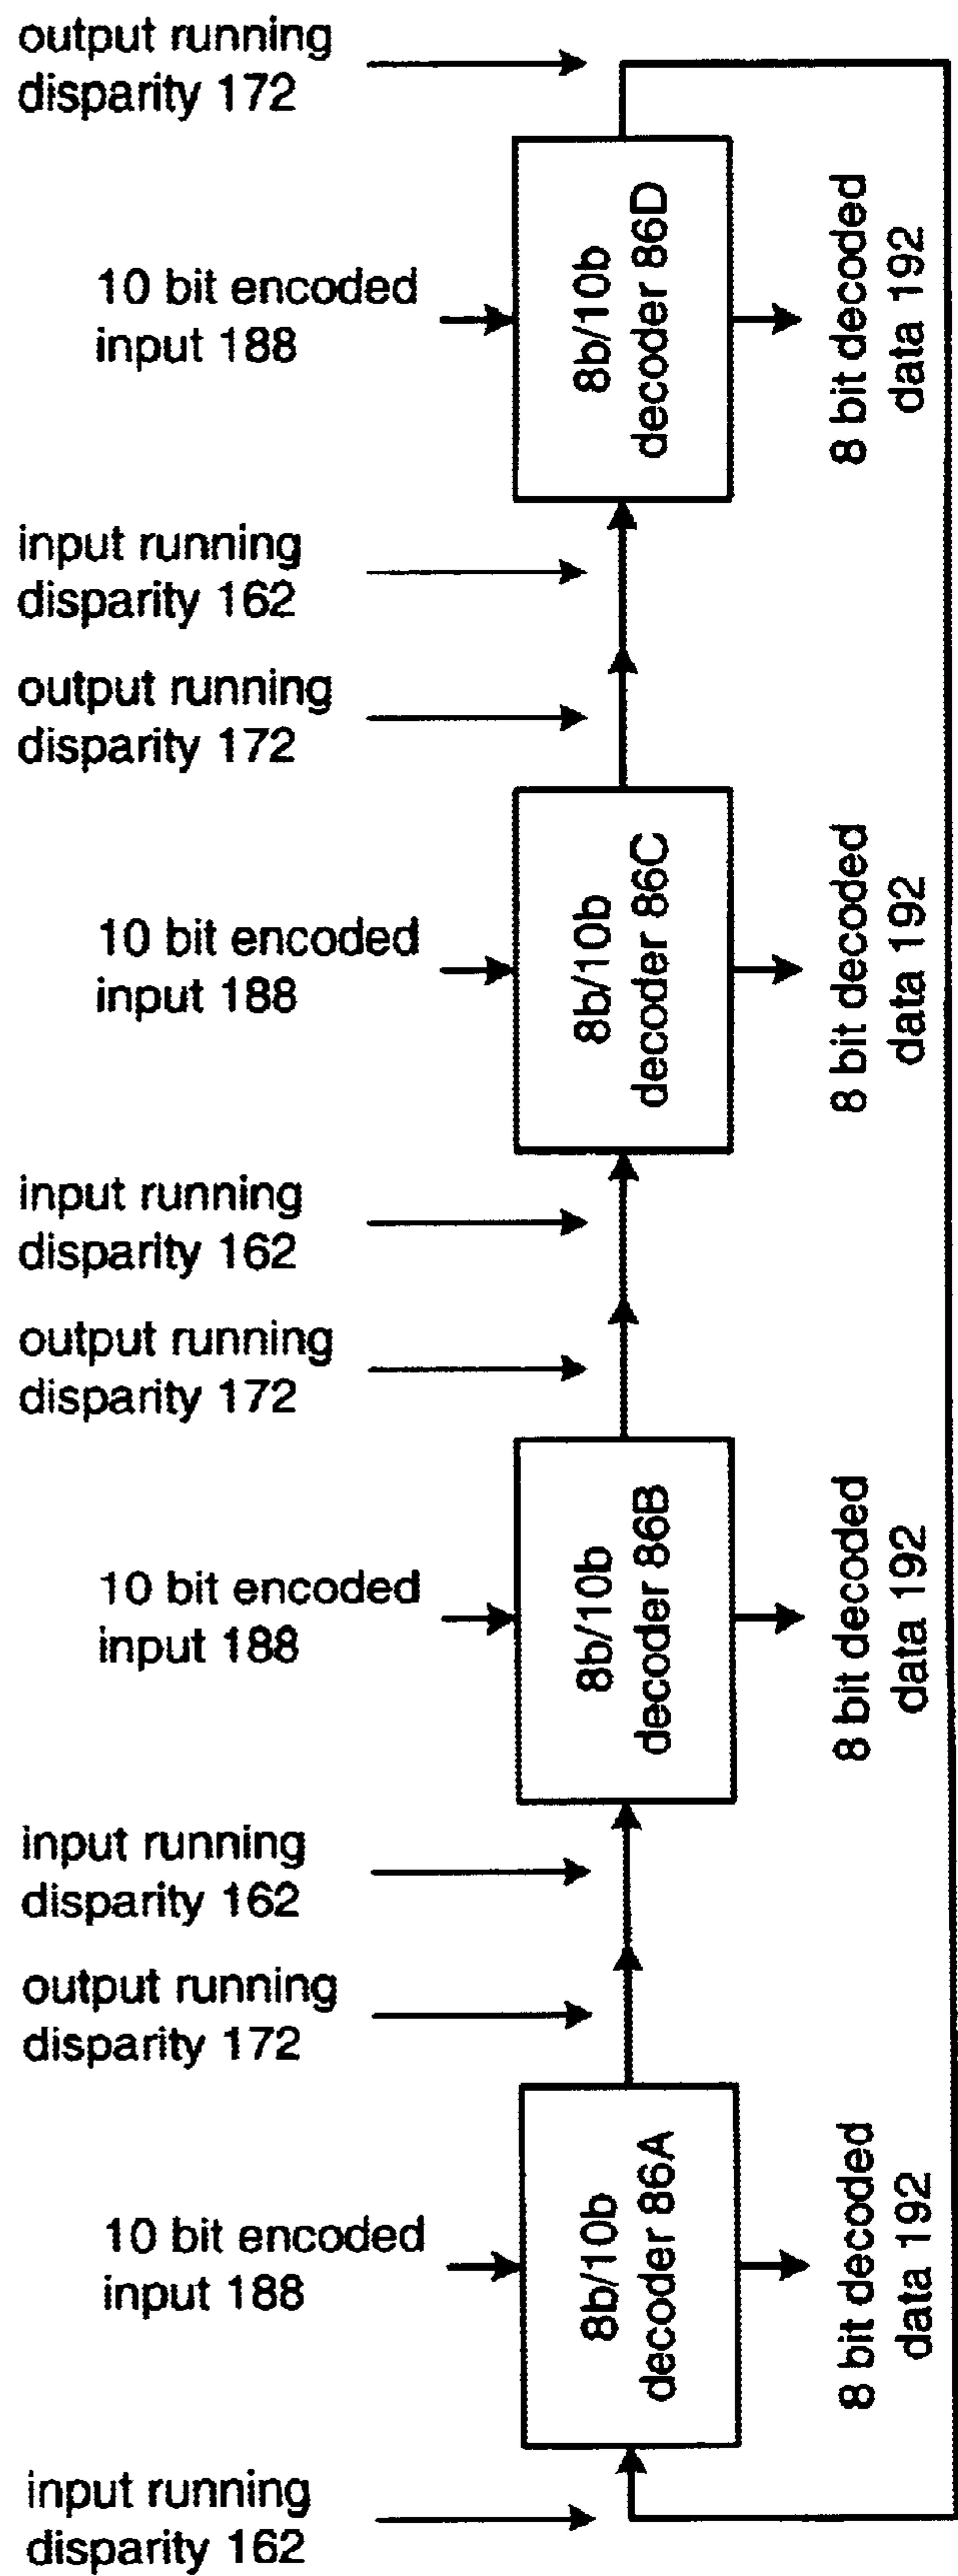 output running
disparity 172
10 bit encoded
input 188
8b/10b
decoder 86D
8 bit decoded
data 192
input running
disparity 162
output running
disparity 172
10 bit encoded
input 188
8b/10b
decoder 86C
8 bit decoded
data 192
input running
disparity 162
output running
disparity 172
10 bit encoded
input 188
8b/10b
decoder 86B
8 bit decoded
data 192
input running
disparity 162
output running
disparity 172
10 bit encoded
input 188
8b/10b
decoder 86A
8 bit decoded
data 192
input running
disparity 162